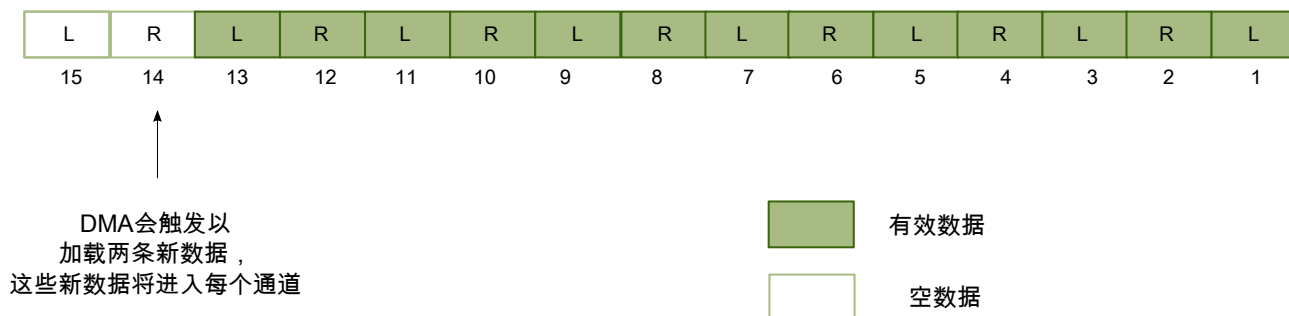 L R L R L R L R L R L R L R L
15 14 13 12 11 10 9 8 7 6 5 4 3 2 1
DMA会触发以
加载两条新数据，
这些新数据将进入每个通道
有效数据
空数据